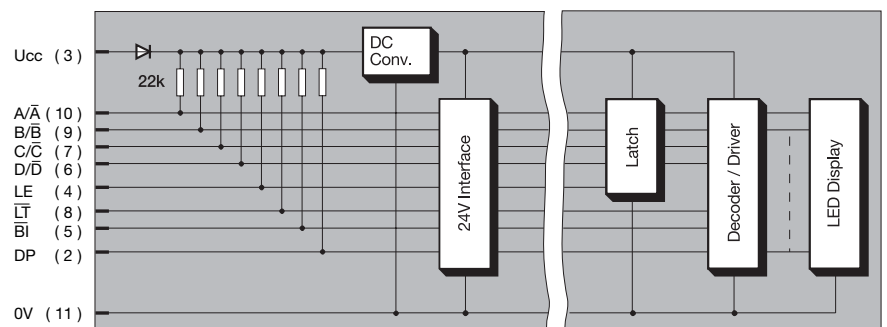 Ucc (3)
22k
DC
Conv.
A/A̅ (10)
B/B̅ (9)
C/C̅ (7)
D/D̅ (6)
LE (4)
L̅T̅ (8)
B̅I̅ (5)
DP (2)
0V (11)
24V Interface
Latch
Decoder / Driver
LED Display